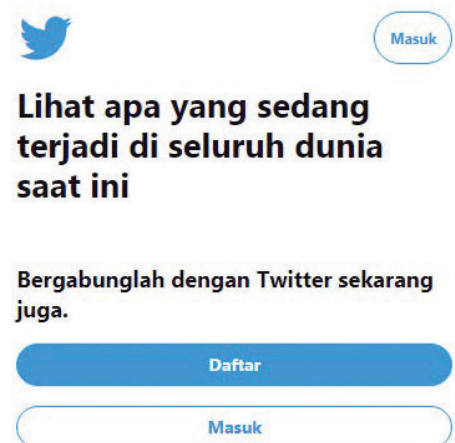 Masuk
Lihat apa yang sedang
terjadi di seluruh dunia
saat ini
Bergabunglah dengan Twitter sekarang
juga.
Daftar
Masuk